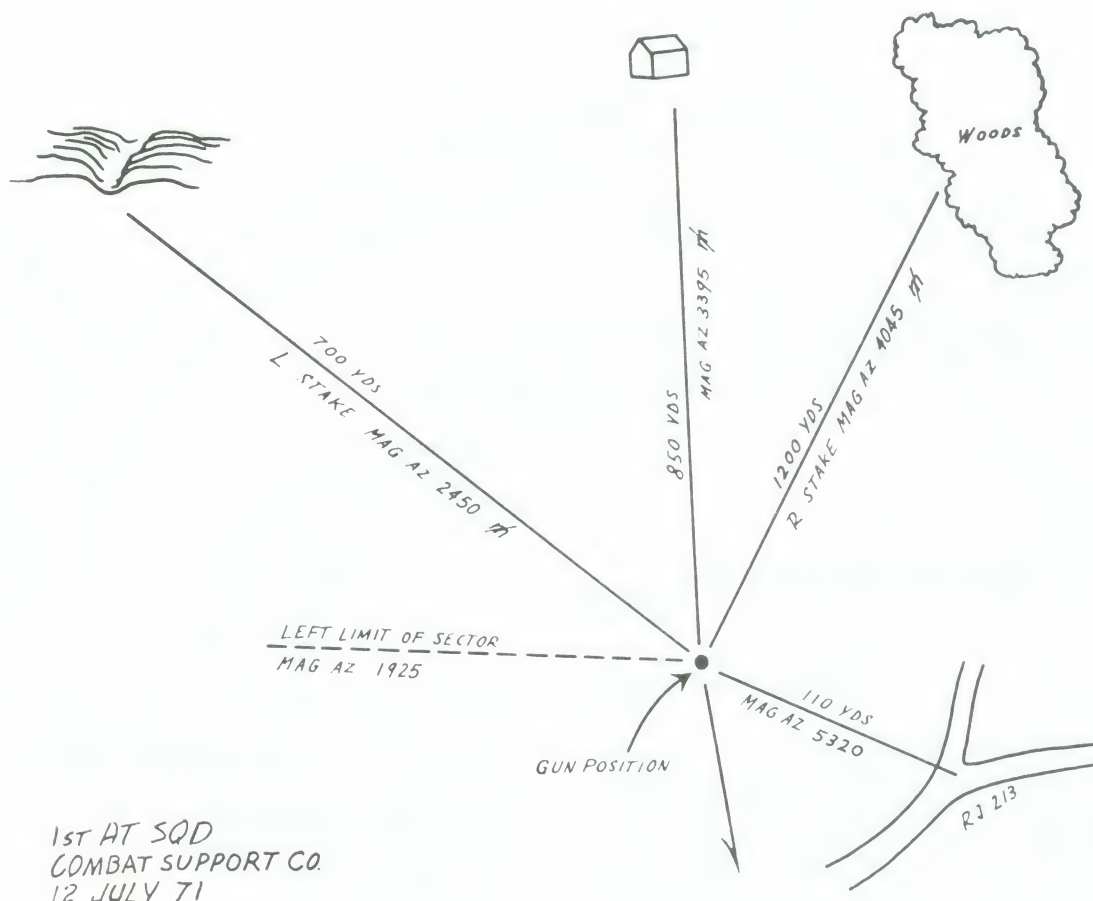 WOODS
MAG AZ 3395 m̸
850 YDS
700 YDS
L STAKE MAG AZ 2450 m̸
1200 YDS
R STAKE MAG AZ 4045 m̸
LEFT LIMIT OF SECTOR
MAG AZ 1925
110 YDS
MAG AZ 5320
GUN POSITION
RJ 213
1ST AT SQD
COMBAT SUPPORT CO.
12 JULY 71